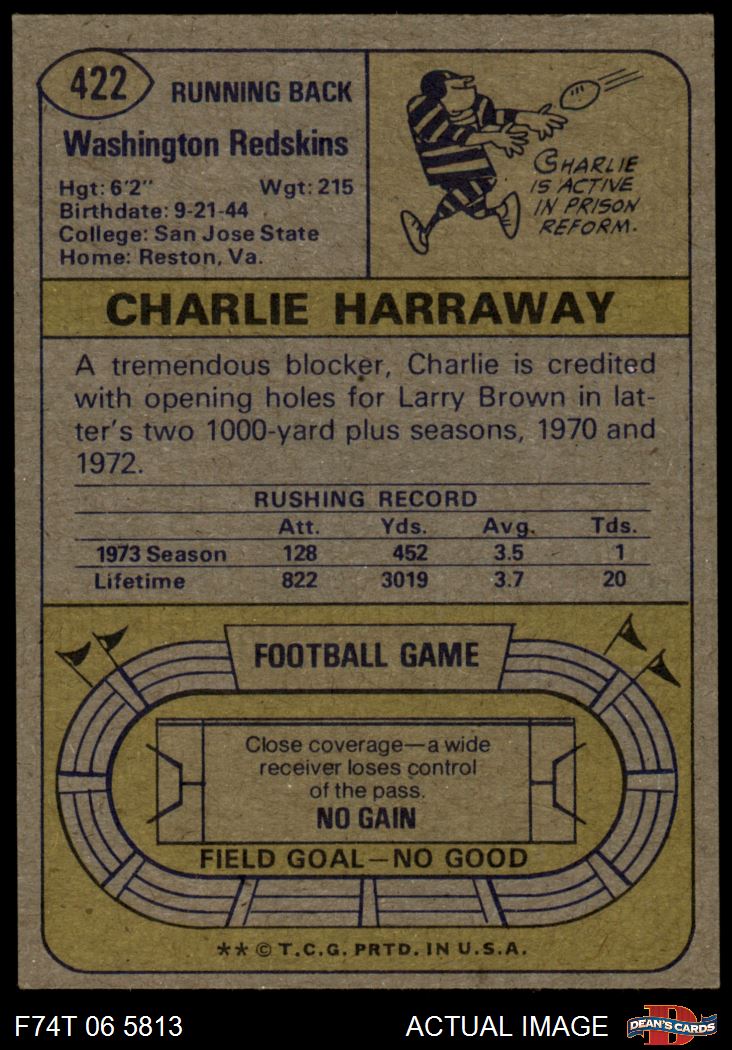 422
RUNNING BACK
Washington Redskins
Hgt: 6'2" Wgt: 215
Birthdate: 9-21-44
College: San Jose State
Home: Reston, Va.
CHARLIE
IS ACTIVE
IN PRISON
REFORM.
CHARLIE HARRAWAY
A tremendous blocker, Charlie is credited
with opening holes for Larry Brown in lat-
ter's two 1000-yard plus seasons, 1970 and
1972.
RUSHING RECORD
Att. Yds. Avg. Tds.
1973 Season 128 452 3.5 1
Lifetime 822 3019 3.7 20
FOOTBALL GAME
Close coverage—a wide
receiver loses control
of the pass.
NO GAIN
FIELD GOAL—NO GOOD
** © T.C.G. PRTD. IN U.S.A.
F74T 06 5813 ACTUAL IMAGE
D
DEAN'S CARDS